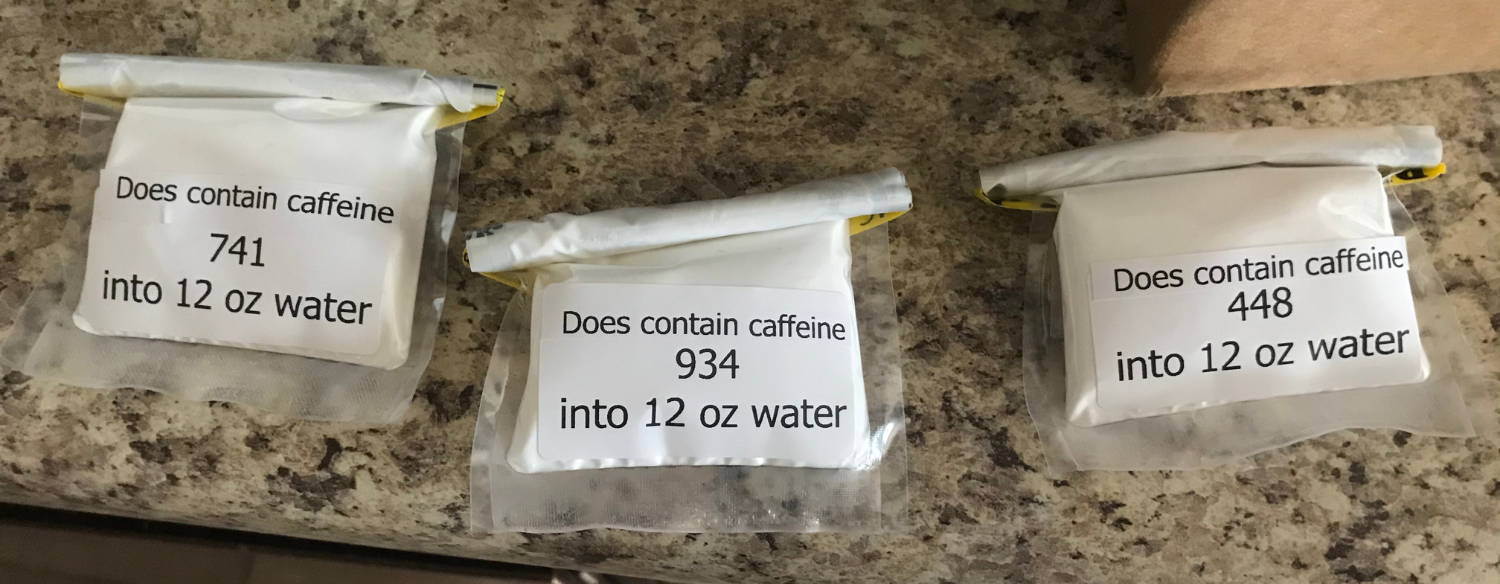 Does contain caffeine
741
into 12 oz water
Does contain caffeine
934
into 12 oz water
Does contain caffeine
448
into 12 oz water